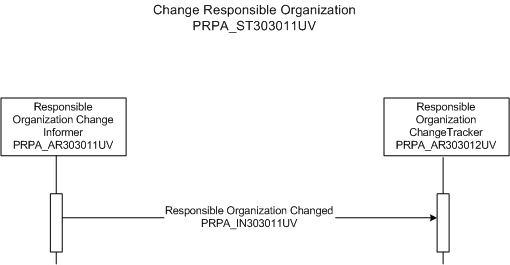 Change Responsible Organization
PRPA_ST303011UV
Responsible
Organization Change
Informer
PRPA_AR303011UV
Responsible
Organization
ChangeTracker
PRPA_AR303012UV
Responsible Organization Changed
PRPA_IN303011UV